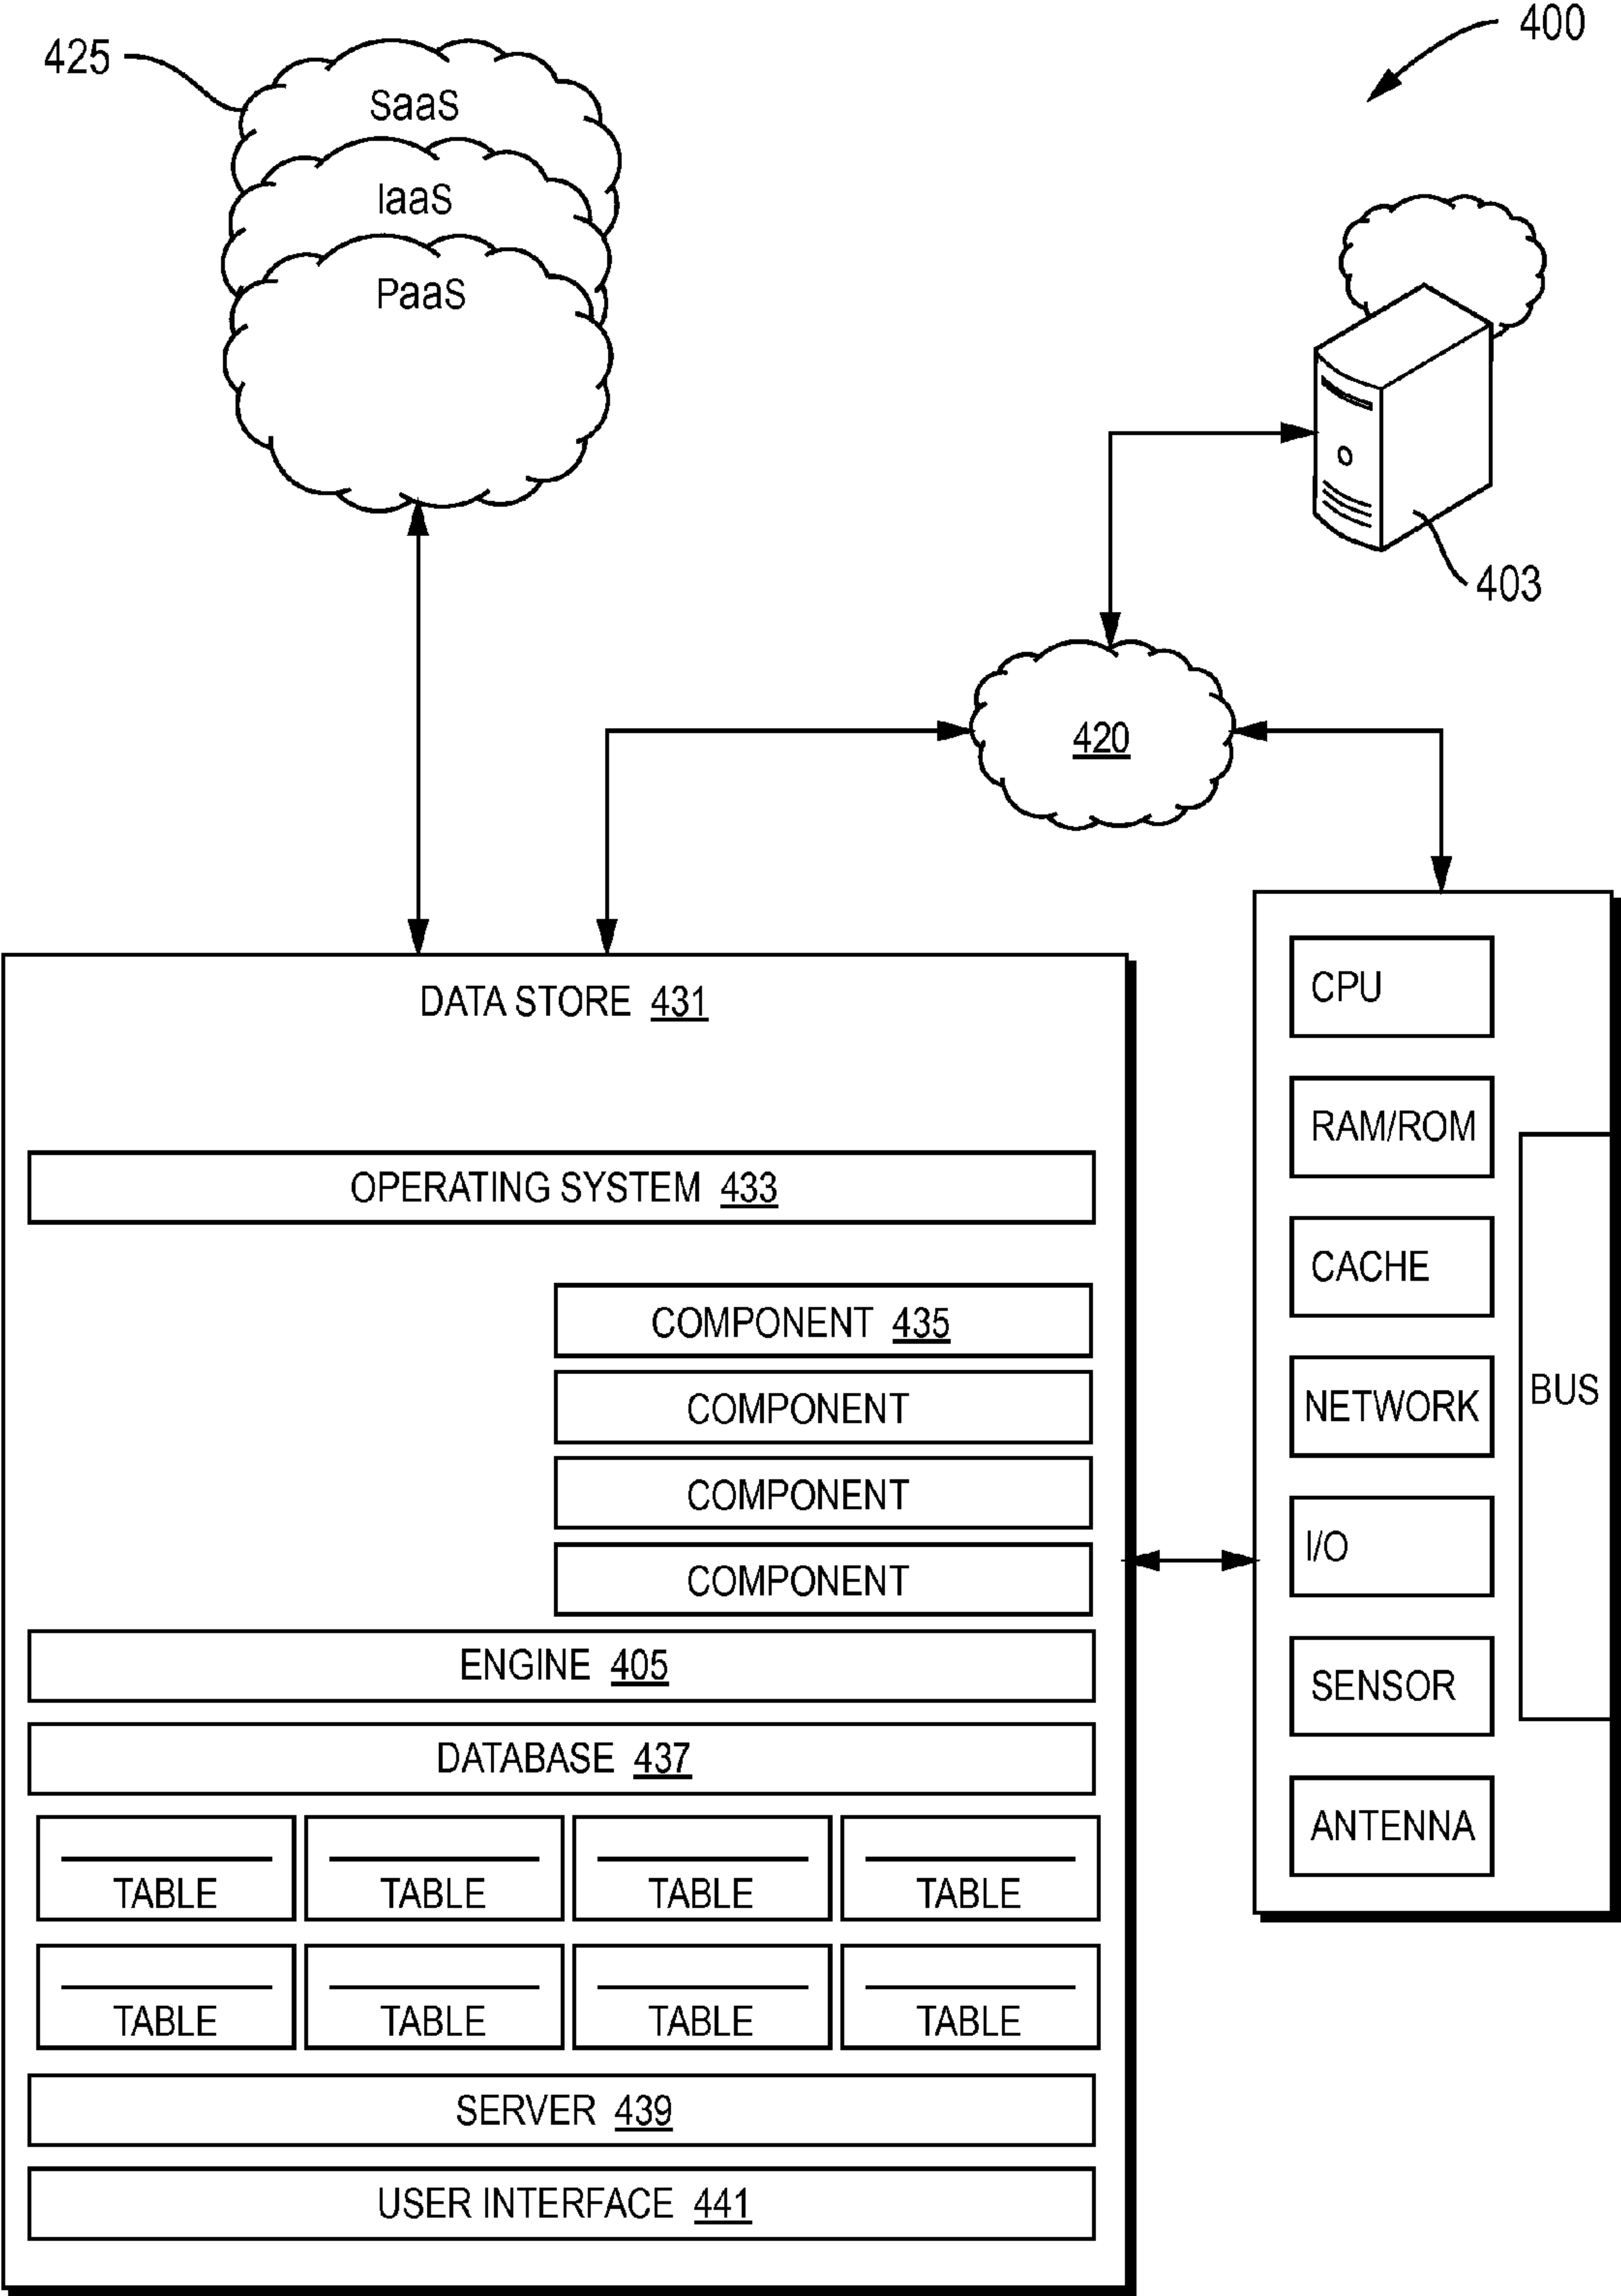 400
425
SaaS
IaaS
PaaS
403
420
DATA STORE 431
OPERATING SYSTEM 433
COMPONENT 435
COMPONENT
COMPONENT
COMPONENT
ENGINE 405
DATABASE 437
TABLE TABLE TABLE TABLE
TABLE TABLE TABLE TABLE
SERVER 439
USER INTERFACE 441
CPU
RAM/ROM
CACHE
NETWORK
I/O
SENSOR
ANTENNA
BUS